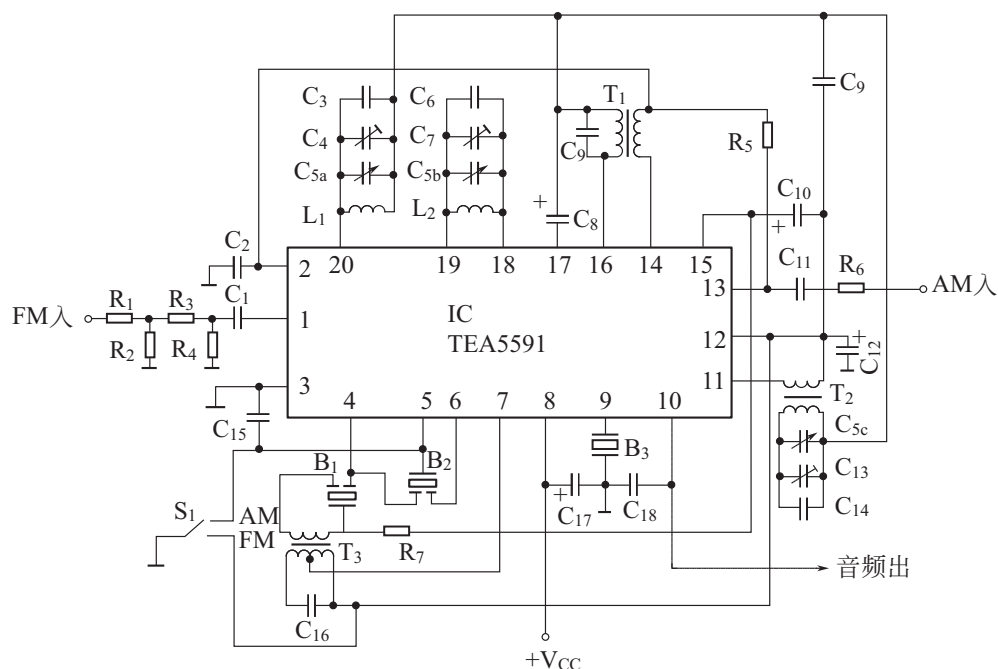 C3
C6
T1
C9
C4
C7
C9
R5
C5a
C5b
C10
L1
L2
+
C8
+
C2
2
20
19
18
17
16
14
15
C11
R6
13
AM入
R1
R3
C1
FM入
1
IC
TEA5591
R2
R4
12
+
C12
3
11
T2
4
5
6
7
8
9
10
C15
C5c
B1
B2
B3
C13
+
C17
C18
C14
S1
AM
FM
T3
R7
音频出
C16
+VCC